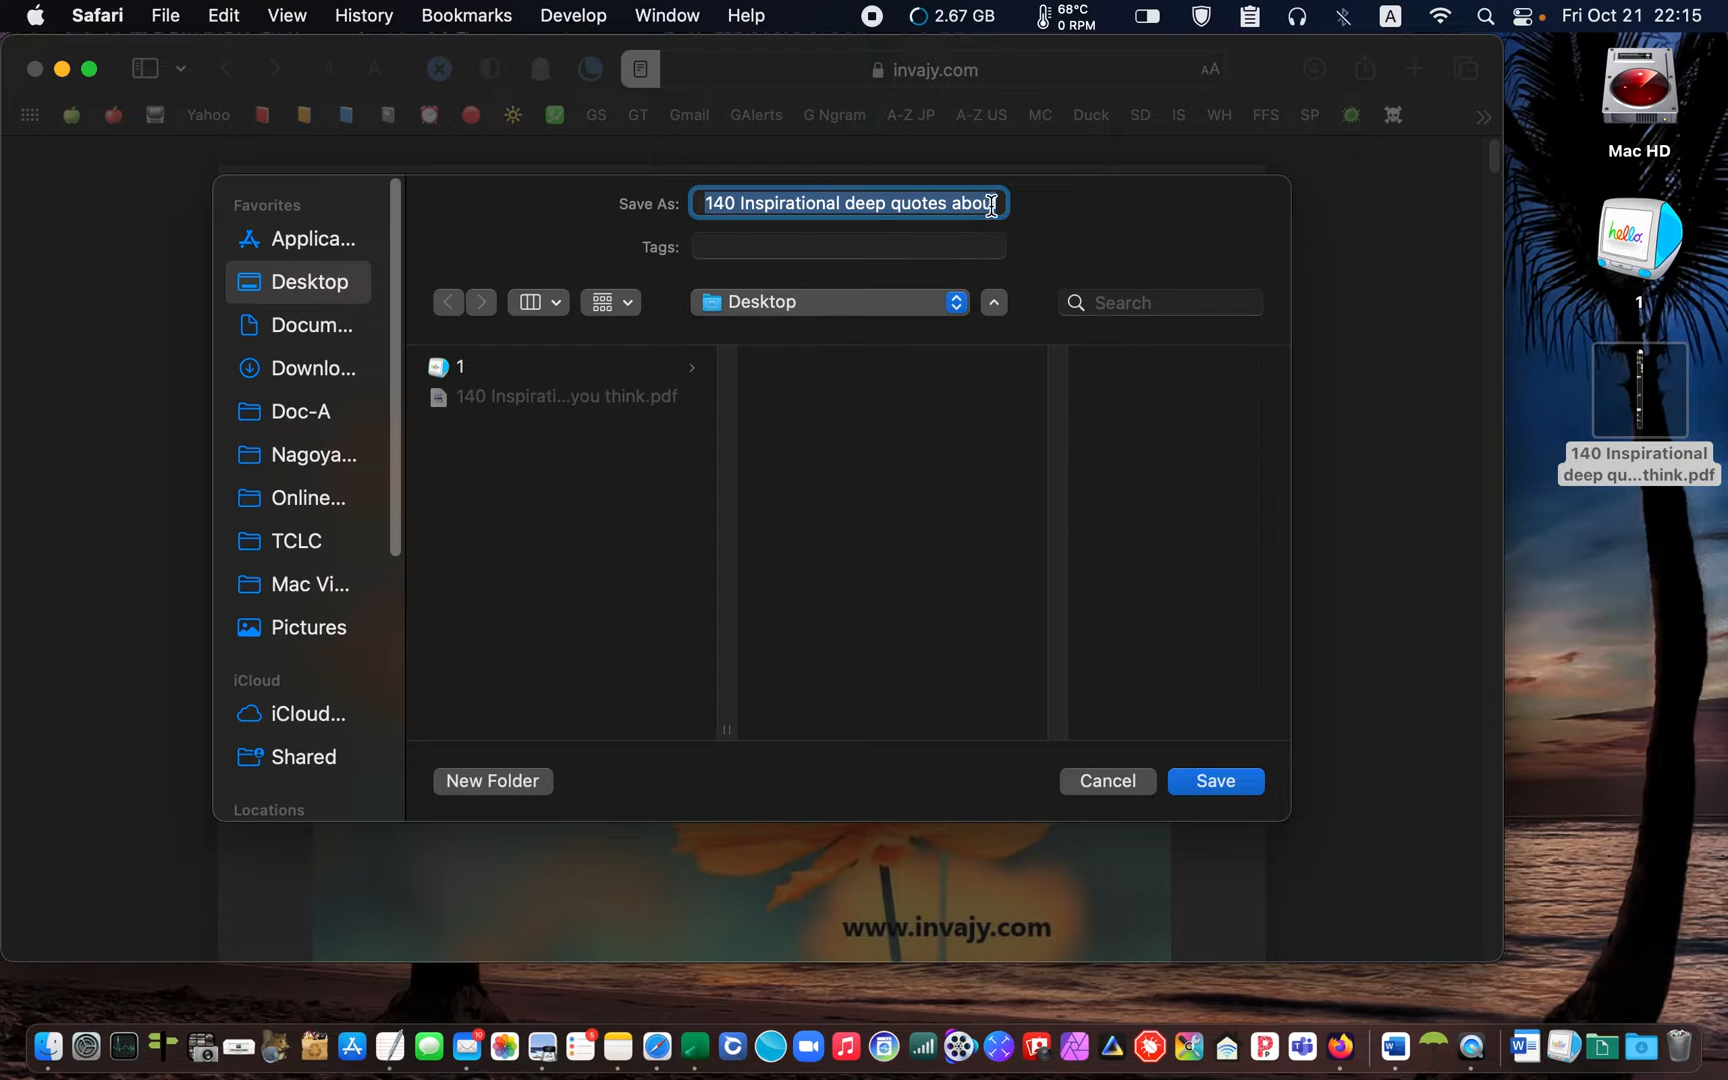 Safari File Edit View History Bookmarks Develop Window Help 2.67 GB 68°C 0 RPM A Fri Oct 21 22:15
invajy.com AA
Yahoo GS GT Gmail GAlerts G Ngram A-Z JP A-Z US MC Duck SD IS WH FFS SP
Mac HD
Favorites
Save As: 140 Inspirational deep quotes about
Applica...
Tags:
hello.
Desktop
Desktop
Search
1
Docum...
Downlo...
1
140 Inspirati...you think.pdf
Doc-A
Nagoya...
140 Inspirational
deep qu...think.pdf
Online...
TCLC
Mac Vi...
Pictures
iCloud
iCloud...
Shared
New Folder Cancel Save
Locations
www.invajy.com